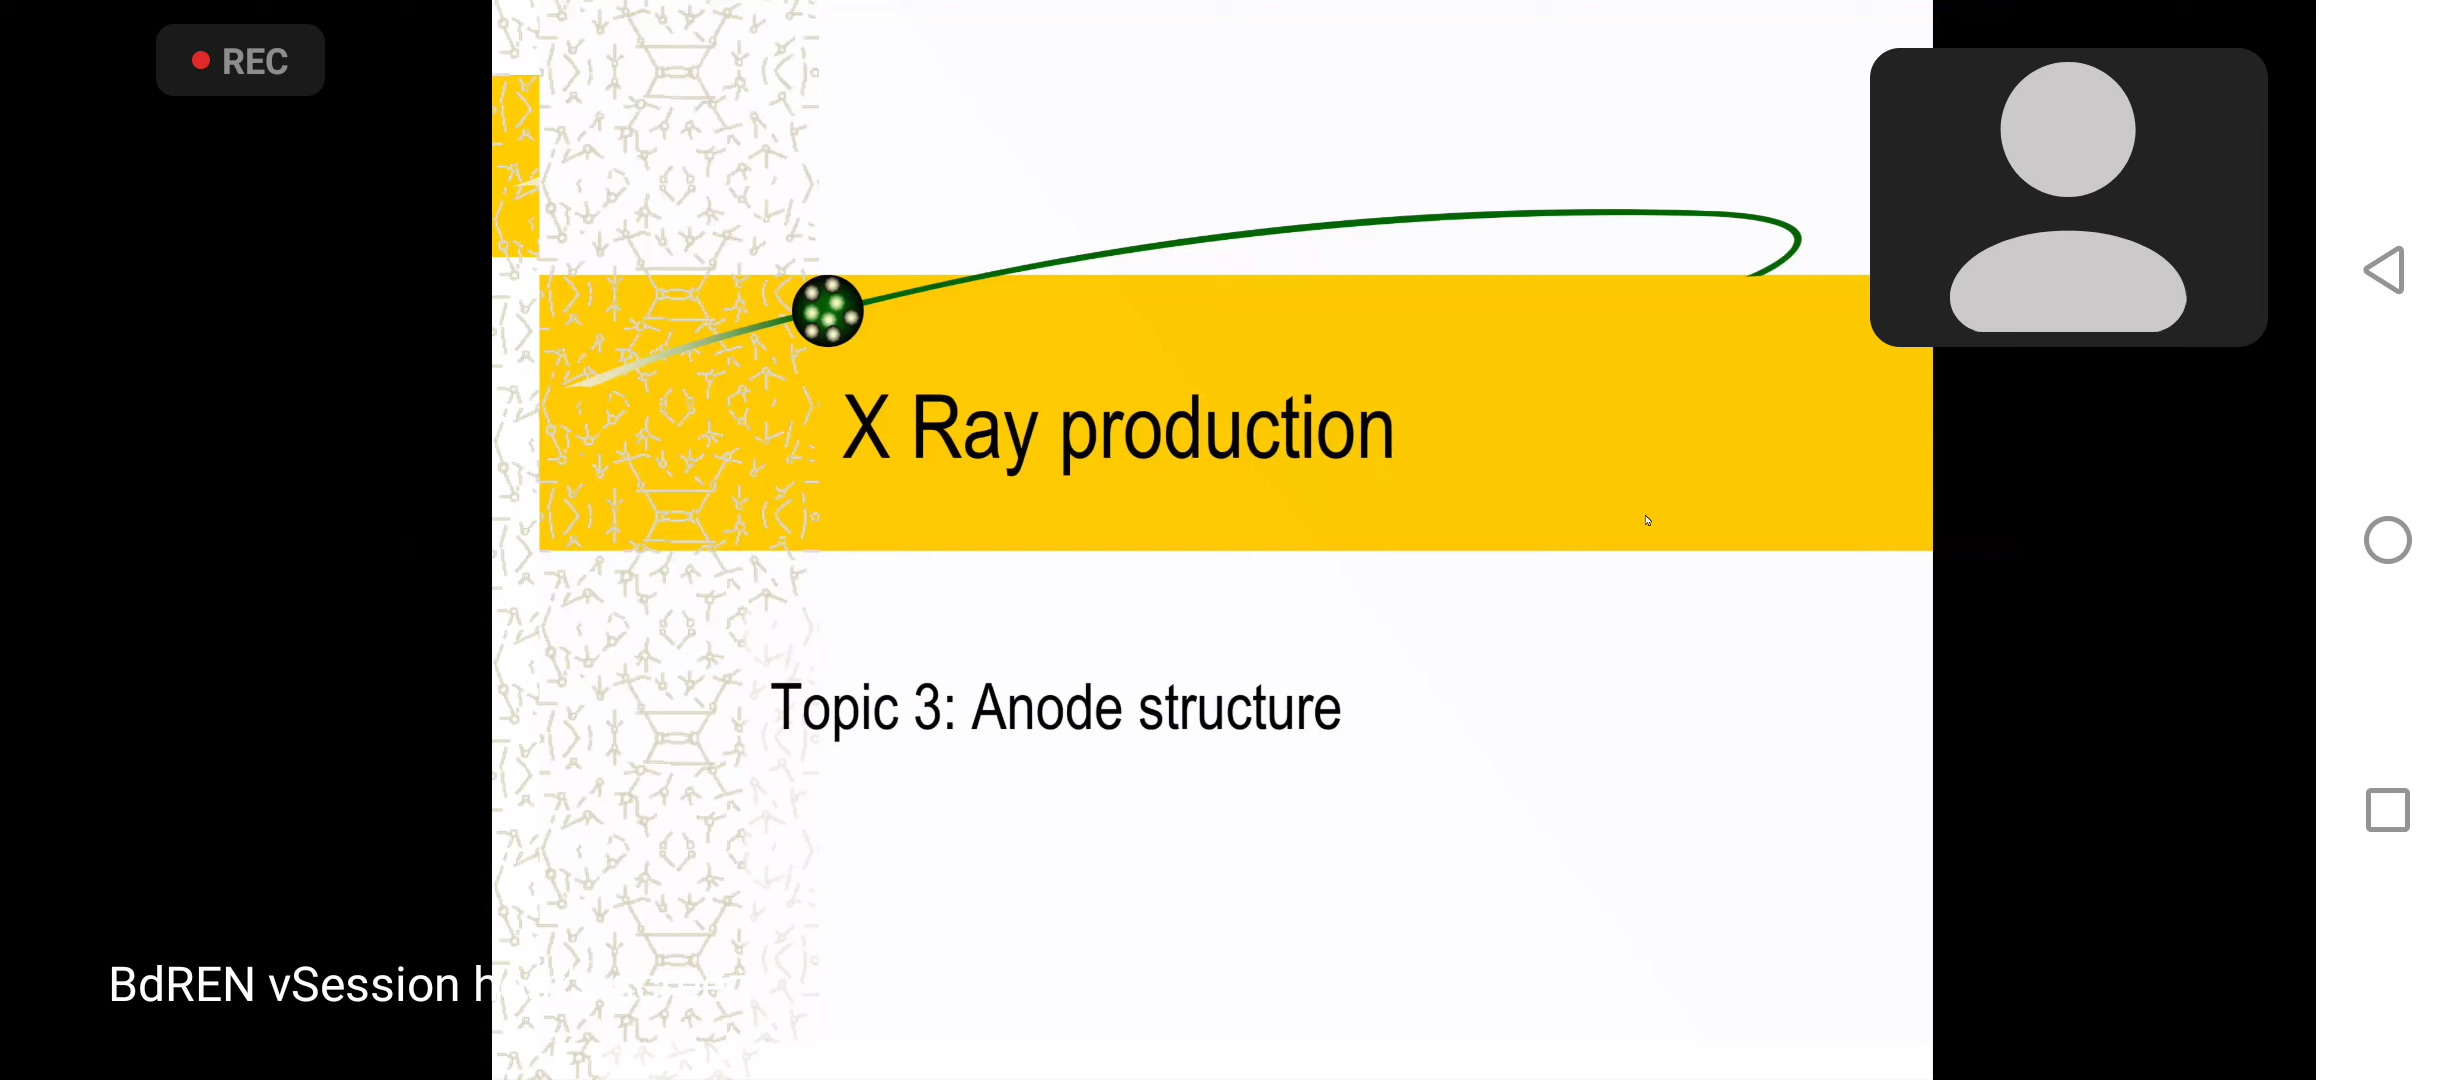 REC
X Ray production
Topic 3: Anode structure
BdREN vSession